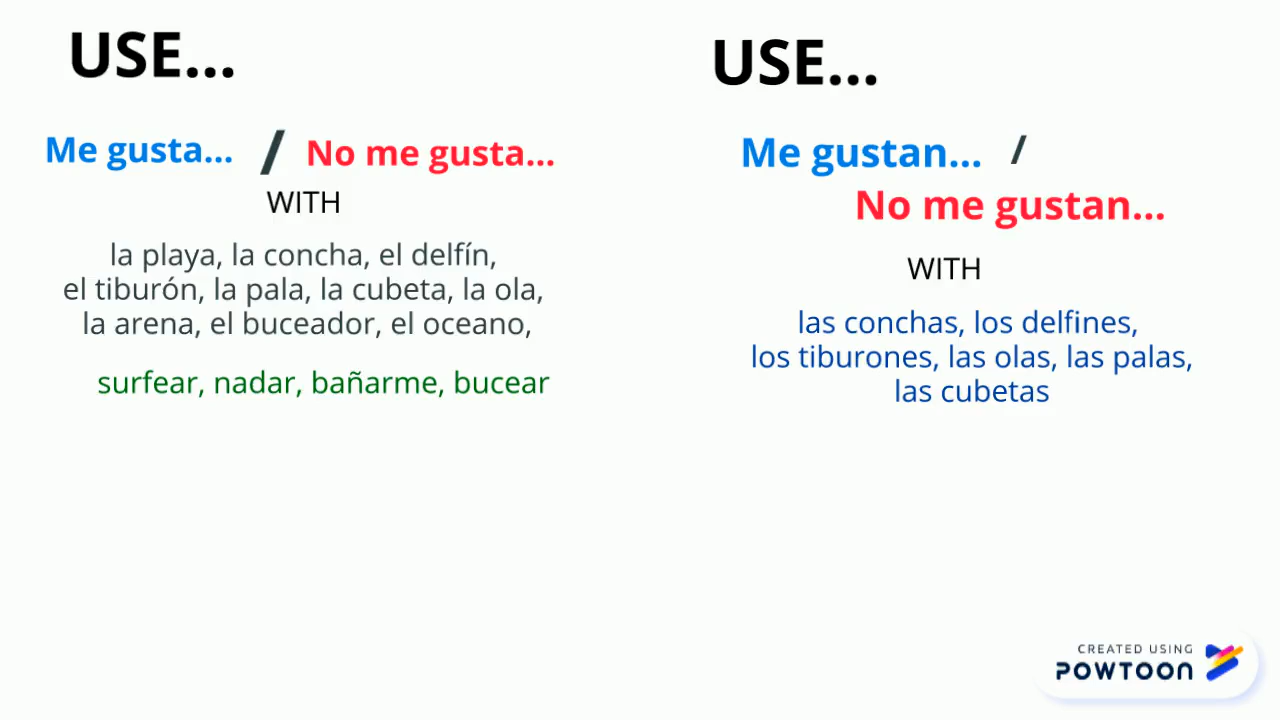 USE...
Me gusta... / No me gusta...
WITH
la playa, la concha, el delfín,
el tiburón, la pala, la cubeta, la ola,
la arena, el buceador, el oceano,
surfear, nadar, bañarme, bucear
USE...
Me gustan... /
No me gustan...
WITH
las conchas, los delfines,
los tiburones, las olas, las palas,
las cubetas
CREATED USING
POWTOON